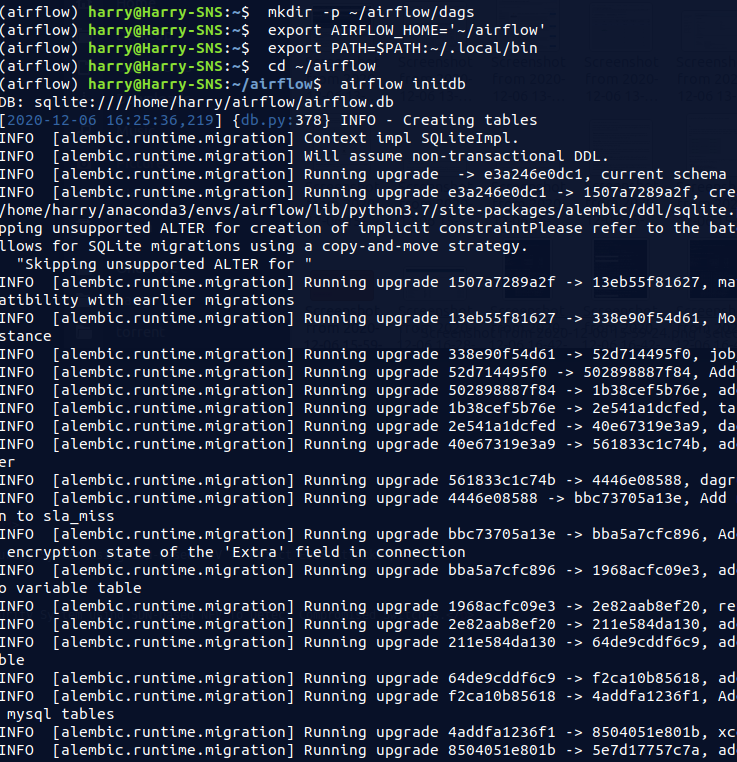 (airflow) harry@Harry-SNS:~$  mkdir -p ~/airflow/dags
(airflow) harry@Harry-SNS:~$ export AIRFLOW_HOME='~/airflow'
(airflow) harry@Harry-SNS:~$ export PATH=$PATH:~/.local/bin
(airflow) harry@Harry-SNS:~$ cd ~/airflow
(airflow) harry@Harry-SNS:~/airflow$  airflow initdb
DB: sqlite:////home/harry/airflow/airflow.db
[2020-12-06 16:25:36,219] {db.py:378} INFO - Creating tables
INFO  [alembic.runtime.migration] Context impl SQLiteImpl.
INFO  [alembic.runtime.migration] Will assume non-transactional DDL.
INFO  [alembic.runtime.migration] Running upgrade  -> e3a246e0dc1, current schema
INFO  [alembic.runtime.migration] Running upgrade e3a246e0dc1 -> 1507a7289a2f, cre
/home/harry/anaconda3/envs/airflow/lib/python3.7/site-packages/alembic/ddl/sqlite.
pping unsupported ALTER for creation of implicit constraintPlease refer to the bat
llows for SQLite migrations using a copy-and-move strategy.
"Skipping unsupported ALTER for "
INFO  [alembic.runtime.migration] Running upgrade 1507a7289a2f -> 13eb55f81627, ma
atibility with earlier migrations
INFO  [alembic.runtime.migration] Running upgrade 13eb55f81627 -> 338e90f54d61, Mo
stance
INFO  [alembic.runtime.migration] Running upgrade 338e90f54d61 -> 52d714495f0, job
INFO  [alembic.runtime.migration] Running upgrade 52d714495f0 -> 502898887f84, Add
INFO  [alembic.runtime.migration] Running upgrade 502898887f84 -> 1b38cef5b76e, ad
INFO  [alembic.runtime.migration] Running upgrade 1b38cef5b76e -> 2e541a1dcfed, ta
INFO  [alembic.runtime.migration] Running upgrade 2e541a1dcfed -> 40e67319e3a9, da
INFO  [alembic.runtime.migration] Running upgrade 40e67319e3a9 -> 561833c1c74b, ad
er
INFO  [alembic.runtime.migration] Running upgrade 561833c1c74b -> 4446e08588, dagr
INFO  [alembic.runtime.migration] Running upgrade 4446e08588 -> bbc73705a13e, Add
n to sla_miss
INFO  [alembic.runtime.migration] Running upgrade bbc73705a13e -> bba5a7cfc896, Ad
encryption state of the 'Extra' field in connection
INFO  [alembic.runtime.migration] Running upgrade bba5a7cfc896 -> 1968acfc09e3, ad
o variable table
INFO  [alembic.runtime.migration] Running upgrade 1968acfc09e3 -> 2e82aab8ef20, re
INFO  [alembic.runtime.migration] Running upgrade 2e82aab8ef20 -> 211e584da130, ad
INFO  [alembic.runtime.migration] Running upgrade 211e584da130 -> 64de9cddf6c9, ad
ble
INFO  [alembic.runtime.migration] Running upgrade 64de9cddf6c9 -> f2ca10b85618, ad
INFO  [alembic.runtime.migration] Running upgrade f2ca10b85618 -> 4addfa1236f1, Ad
mysql tables
INFO  [alembic.runtime.migration] Running upgrade 4addfa1236f1 -> 8504051e801b, xc
INFO  [alembic.runtime.migration] Running upgrade 8504051e801b -> 5e7d17757c7a, ad